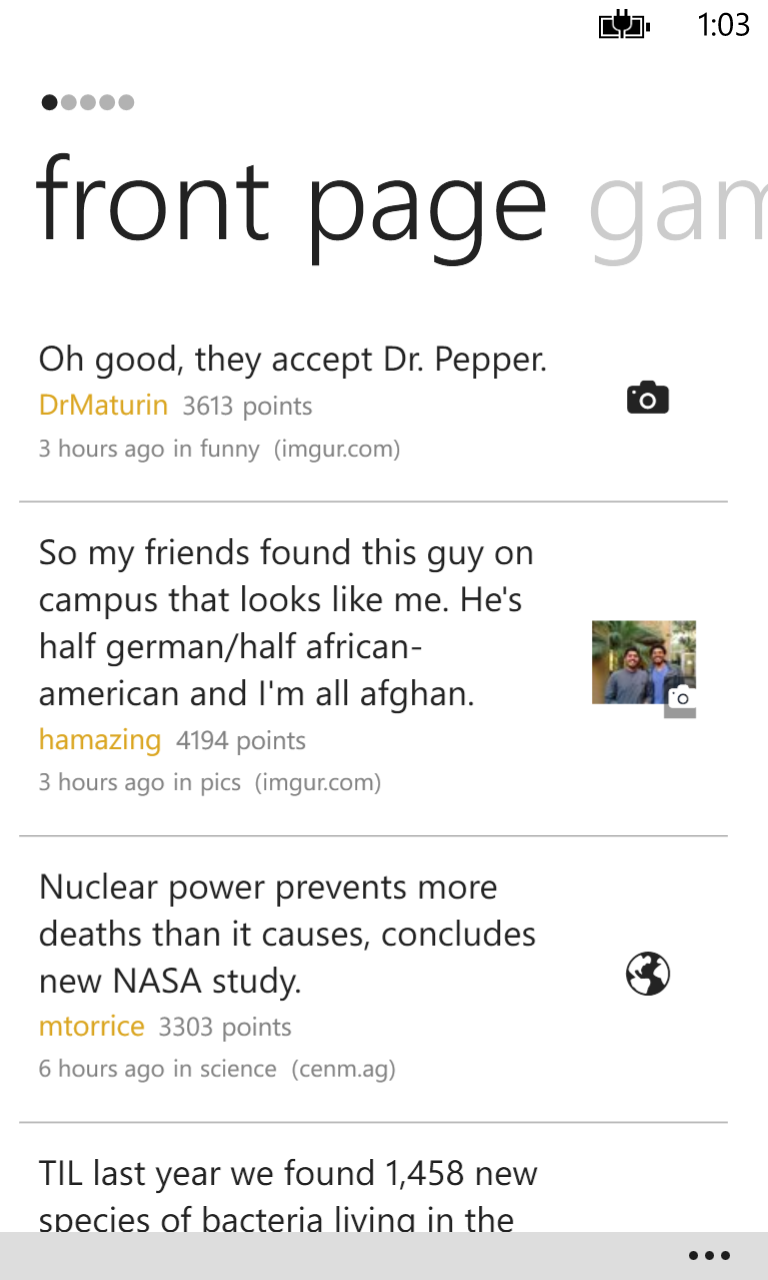 1:03
front page gam
Oh good, they accept Dr. Pepper.
DrMaturin 3613 points
3 hours ago in funny (imgur.com)
So my friends found this guy on
campus that looks like me. He's
half german/half african-
american and I'm all afghan.
hamazing 4194 points
3 hours ago in pics (imgur.com)
Nuclear power prevents more
deaths than it causes, concludes
new NASA study.
mtorrice 3303 points
6 hours ago in science (cenm.ag)
TIL last year we found 1,458 new
species of bacteria living in the